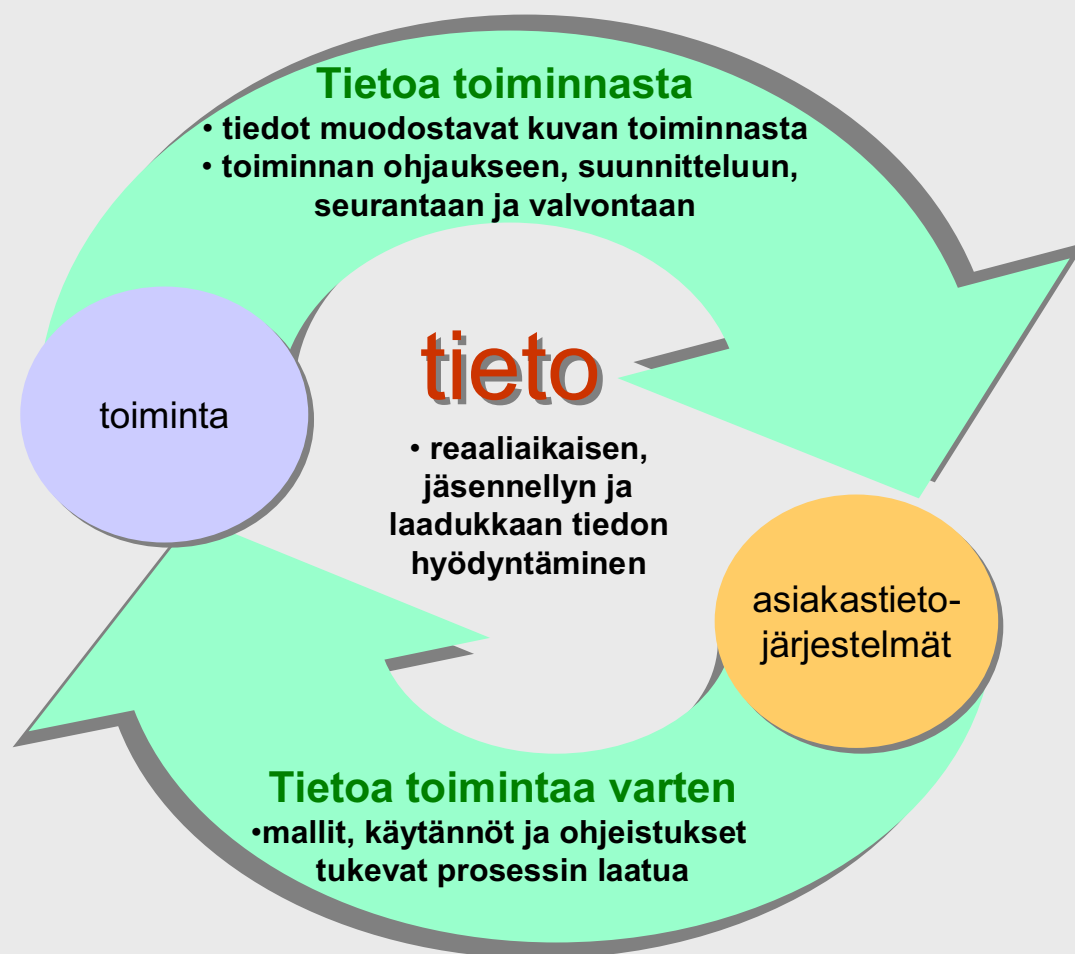 Tietoa toiminnasta
• tiedot muodostavat kuvan toiminnasta
• toiminnan ohjaukseen, suunnitteluun,
seurantaan ja valvontaan
tieto
toiminta
• reaaliaikaisen,
jäsennellyn ja
laadukkaan tiedon
hyödyntäminen
asiakastieto-
järjestelmät
Tietoa toimintaa varten
•mallit, käytännöt ja ohjeistukset
tukevat prosessin laatua